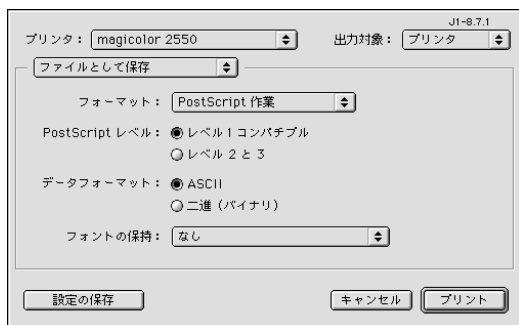 J1-8.7.1
プリンタ： magicolor 2550 出力対象： プリンタ
ファイルとして保存
フォーマット： PostScript 作業
PostScript レベル： レベル 1 コンパチブル
レベル 2 と 3
データフォーマット： ASCII
二進（バイナリ）
フォントの保持： なし
設定の保存 キャンセル プリント